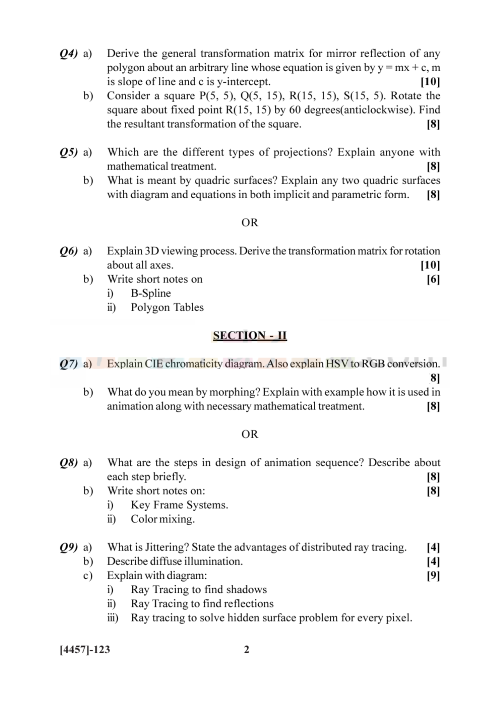 Q4) a) Derive the general transformation matrix for mirror reflection of any
polygon about an arbitrary line whose equation is given by y = mx + c, m
is slope of line and c is y-intercept. [10]
b) Consider a square P(5, 5), Q(5, 15), R(15, 15), S(15, 5). Rotate the
square about fixed point R(15, 15) by 60 degrees(anticlockwise). Find
the resultant transformation of the square. [8]
Q5) a) Which are the different types of projections? Explain anyone with
mathematical treatment. [8]
b) What is meant by quadric surfaces? Explain any two quadric surfaces
with diagram and equations in both implicit and parametric form. [8]
OR
Q6) a) Explain 3D viewing process. Derive the transformation matrix for rotation
about all axes. [10]
b) Write short notes on [6]
i) B-Spline
ii) Polygon Tables
SECTION - II
Q7) a) Explain CIE chromaticity diagram. Also explain HSV to RGB conversion.
8]
b) What do you mean by morphing? Explain with example how it is used in
animation along with necessary mathematical treatment. [8]
OR
Q8) a) What are the steps in design of animation sequence? Describe about
each step briefly. [8]
b) Write short notes on: [8]
i) Key Frame Systems.
ii) Color mixing.
Q9) a) What is Jittering? State the advantages of distributed ray tracing. [4]
b) Describe diffuse illumination. [4]
c) Explain with diagram: [9]
i) Ray Tracing to find shadows
ii) Ray Tracing to find reflections
iii) Ray tracing to solve hidden surface problem for every pixel.
[4457]-123 2